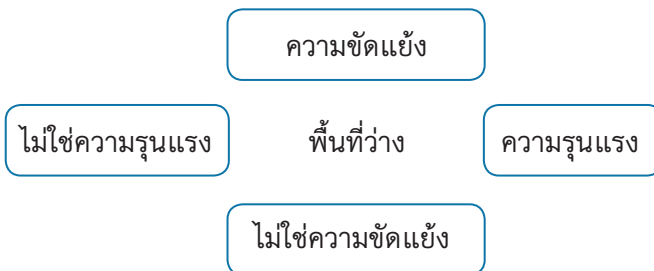 ความขัดแย้ง
ไม่ใช่ความรุนแรง พื้นที่ว่าง ความรุนแรง
ไม่ใช่ความขัดแย้ง